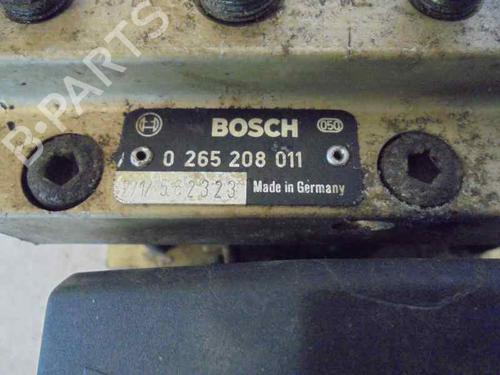 B-PARTS
BOSCH
050
0 265 208 011
Made in Germany